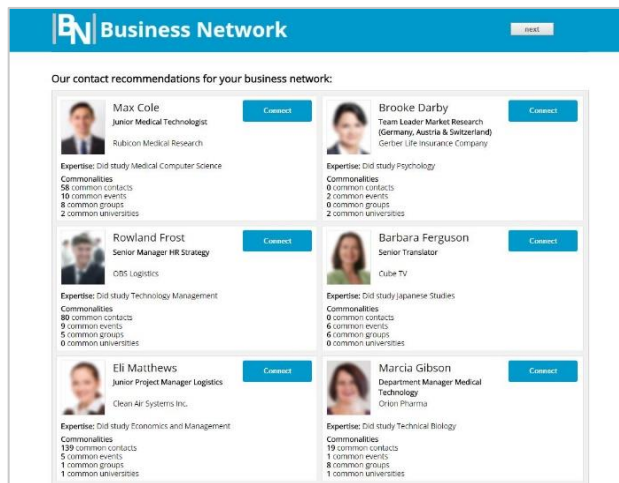 BN Business Network
next
Our contact recommendations for your business network:
Max Cole
Connect
Junior Medical Technologist
Rubicon Medical Research
Expertise: Did study Medical Computer Science
Commonalities
58 common contacts
10 common events
8 common groups
2 common universities
Brooke Darby
Connect
Team Leader Market Research
(Germany, Austria & Switzerland)
Gerber Life Insurance Company
Expertise: Did study Psychology
Commonalities
0 common contacts
2 common events
0 common groups
2 common universities
Rowland Frost
Connect
Senior Manager HR Strategy
OBS Logistics
Expertise: Did study Technology Management
Commonalities
80 common contacts
9 common events
5 common groups
0 common universities
Barbara Ferguson
Connect
Senior Translator
Cube TV
Expertise: Did study Japanese Studies
Commonalities
0 common contacts
6 common events
6 common groups
0 common universities
Eli Matthews
Connect
Junior Project Manager Logistics
Clean Air Systems Inc.
Expertise: Did study Economics and Management
Commonalities
139 common contacts
5 common events
1 common groups
1 common universities
Marcia Gibson
Connect
Department Manager Medical
Technology
Orion Pharma
Expertise: Did study Technical Biology
Commonalities
19 common contacts
1 common events
8 common groups
1 common universities